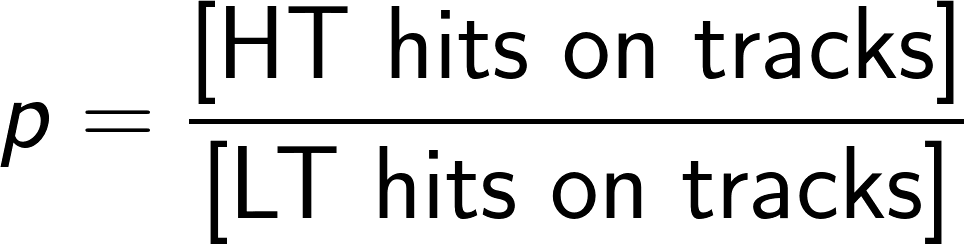 p = [HT hits on tracks]
[LT hits on tracks]